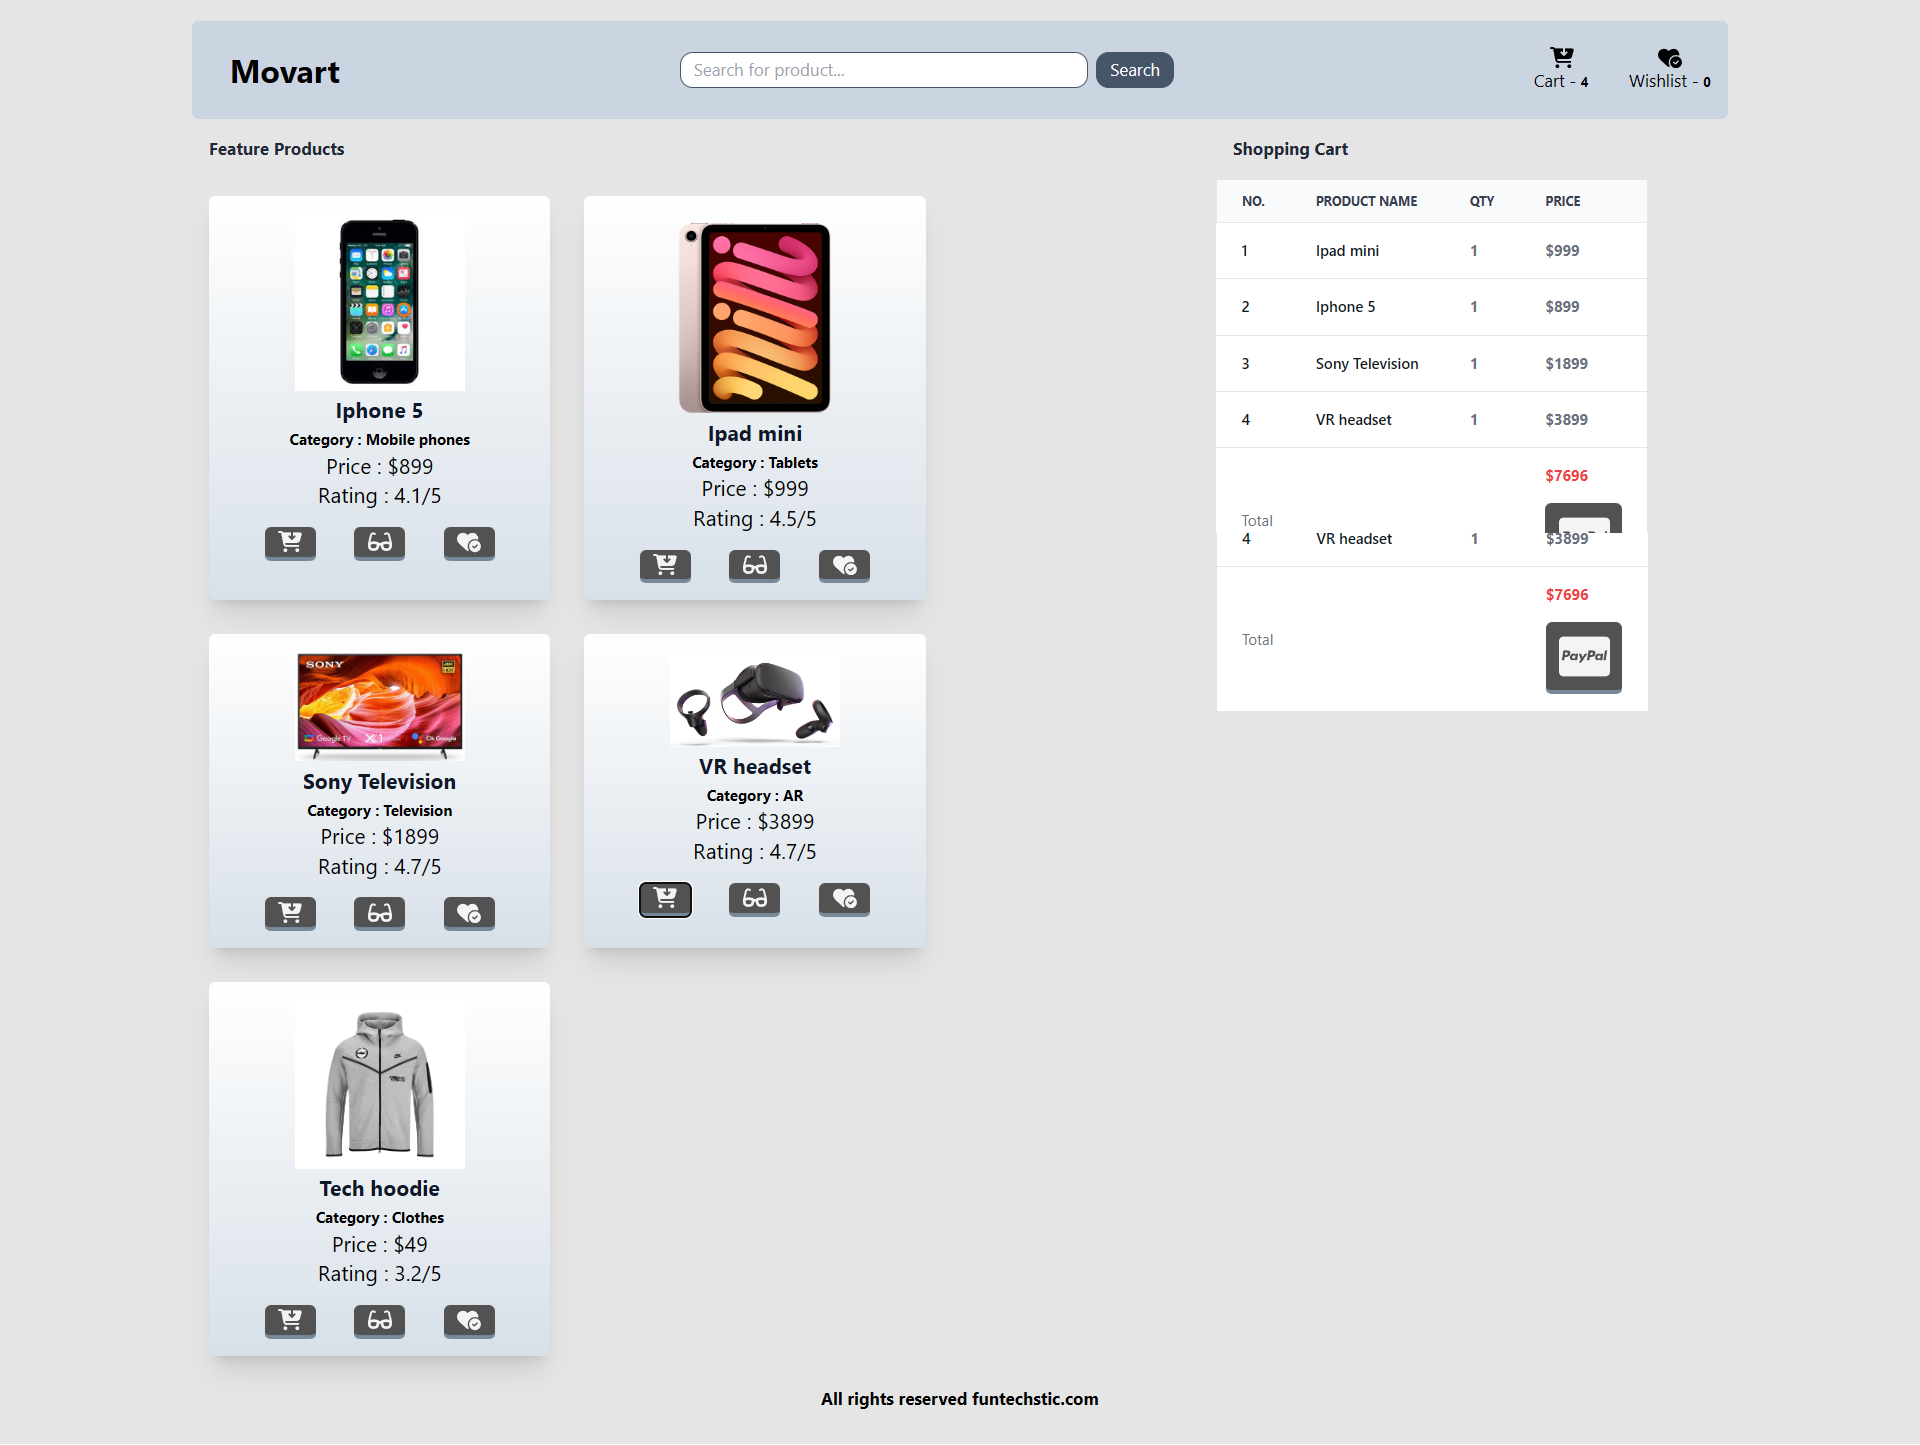 Movart
Search for product...
Search
Cart - 4
Wishlist - 0
Feature Products
Iphone 5
Category : Mobile phones
Price : $899
Rating : 4.1/5
Ipad mini
Category : Tablets
Price : $999
Rating : 4.5/5
SONY
Google TV
X1
Ok Google
Sony Television
Category : Television
Price : $1899
Rating : 4.7/5
VR headset
Category : AR
Price : $3899
Rating : 4.7/5
Tech hoodie
Category : Clothes
Price : $49
Rating : 3.2/5
Shopping Cart
NO. PRODUCT NAME QTY PRICE
1 Ipad mini 1 $999
2 Iphone 5 1 $899
3 Sony Television 1 $1899
4 VR headset 1 $3899
$7696
Total
4 VR headset 1 $3899
$7696
Total
PayPal
All rights reserved funtechstic.com